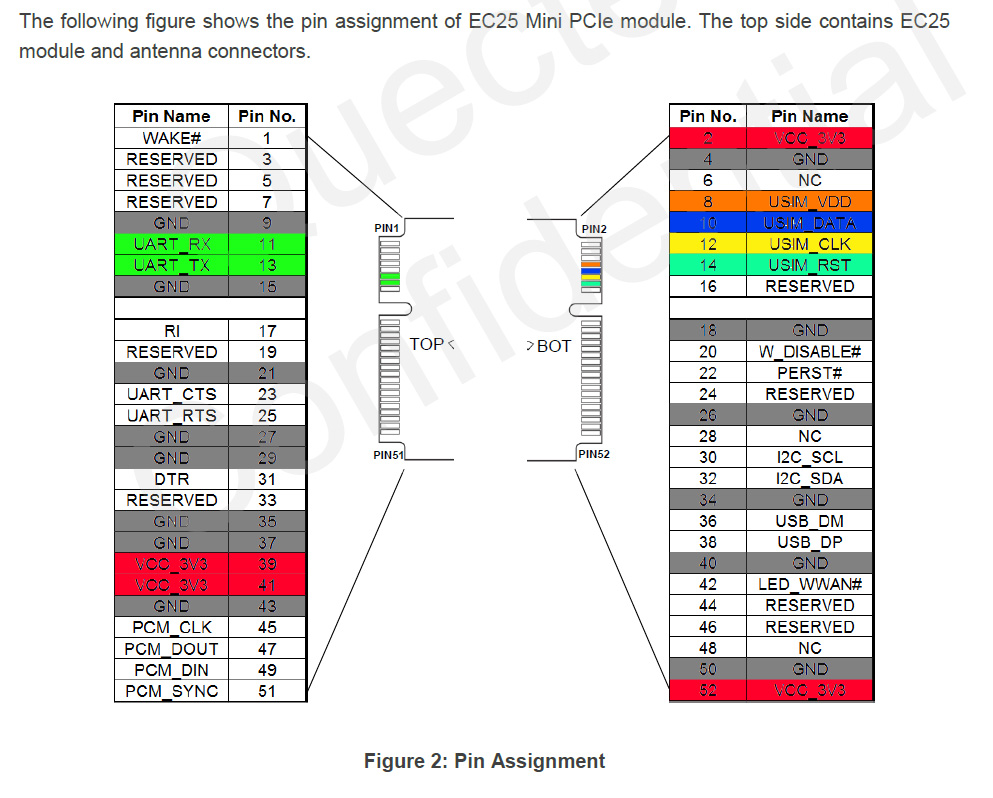 The following figure shows the pin assignment of EC25 Mini PCIe module. The top side contains EC25
module and antenna connectors.
Pin Name Pin No.
WAKE# 1
RESERVED 3
RESERVED 5
RESERVED 7
GND 9
UART_RX 11
UART_TX 13
GND 15
RI 17
RESERVED 19
GND 21
UART_CTS 23
UART_RTS 25
GND 27
GND 29
DTR 31
RESERVED 33
GND 35
GND 37
VCC_3V3 39
VCC_3V3 41
GND 43
PCM_CLK 45
PCM_DOUT 47
PCM_DIN 49
PCM_SYNC 51
PIN1
TOP
PIN51
PIN2
BOT
PIN52
Pin No. Pin Name
2 VCC_3V3
4 GND
6 NC
8 USIM_VDD
10 USIM_DATA
12 USIM_CLK
14 USIM_RST
16 RESERVED
18 GND
20 W_DISABLE#
22 PERST#
24 RESERVED
26 GND
28 NC
30 I2C_SCL
32 I2C_SDA
34 GND
36 USB_DM
38 USB_DP
40 GND
42 LED_WWAN#
44 RESERVED
46 RESERVED
48 NC
50 GND
52 VCC_3V3
Figure 2: Pin Assignment
Confidential